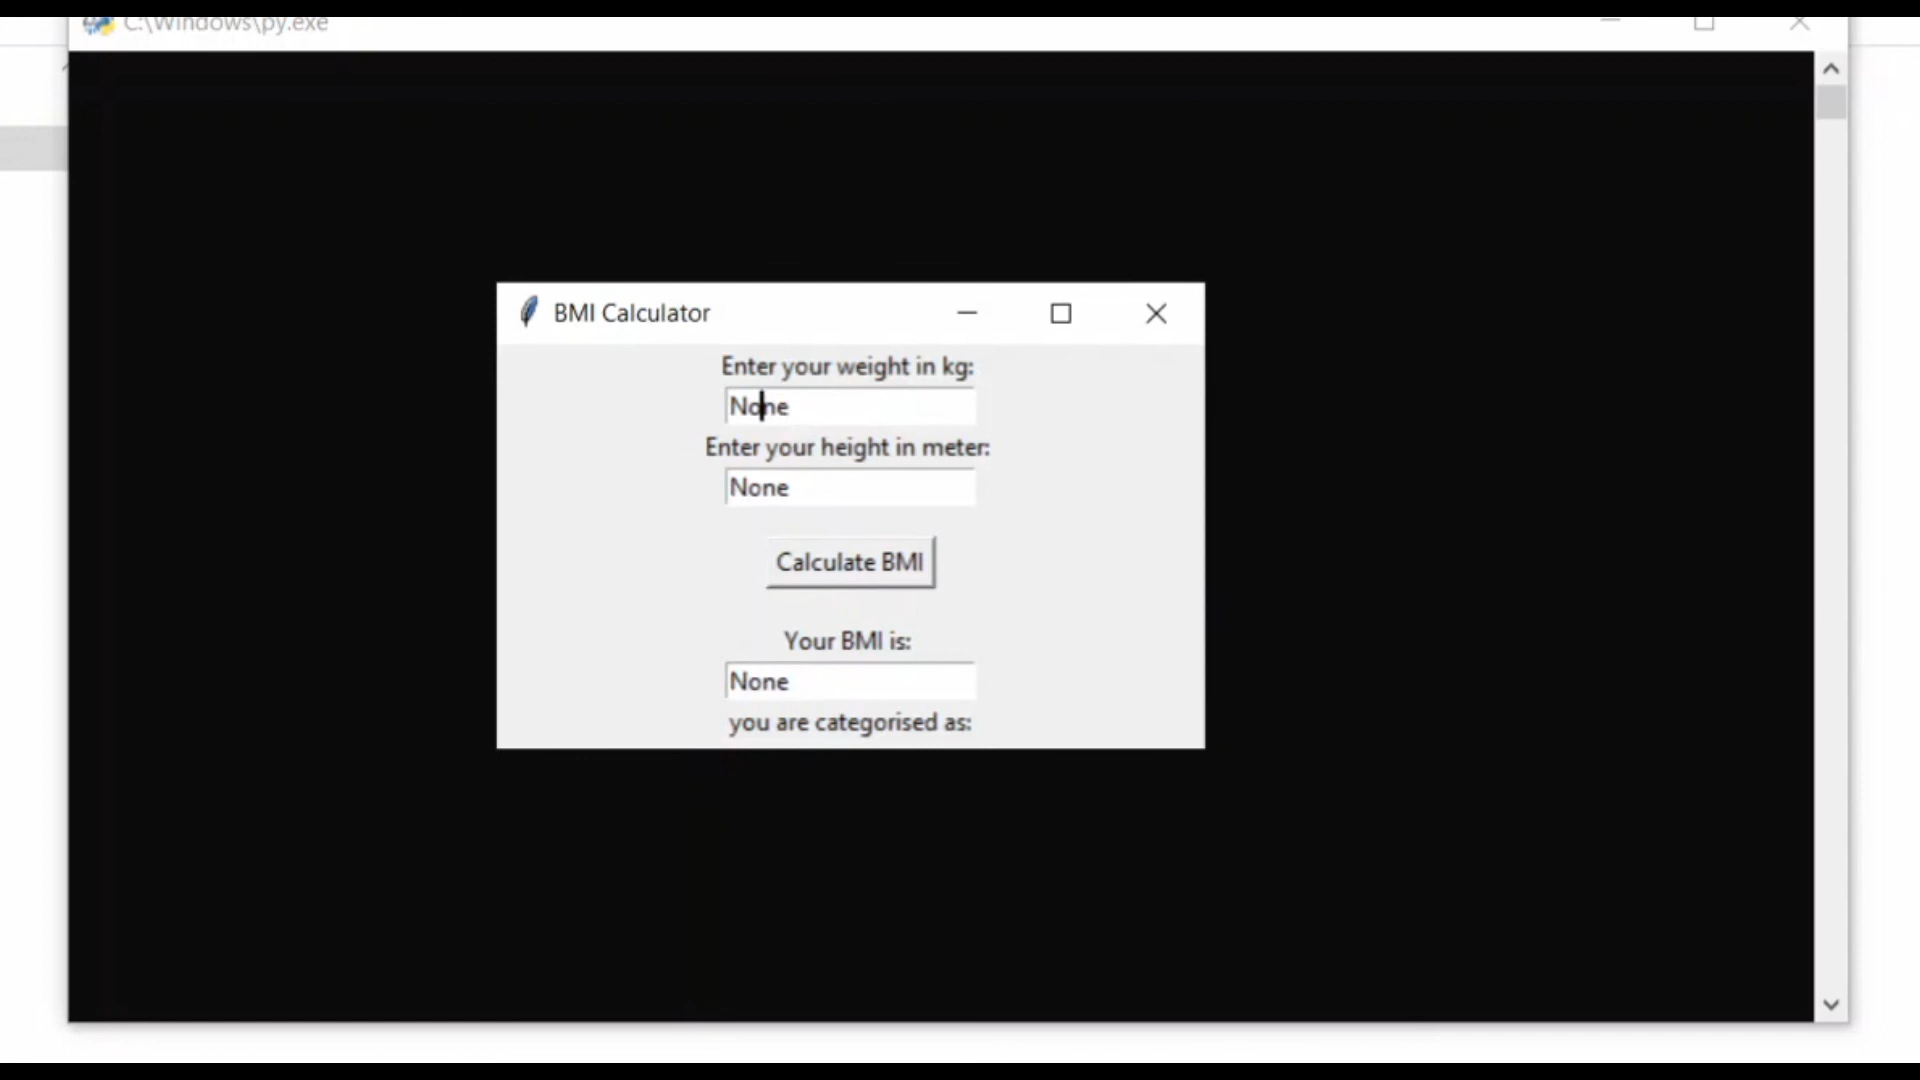 C:\Windows\py.exe
BMI Calculator
Enter your weight in kg:
None
Enter your height in meter:
None
Calculate BMI
Your BMI is:
None
you are categorised as: